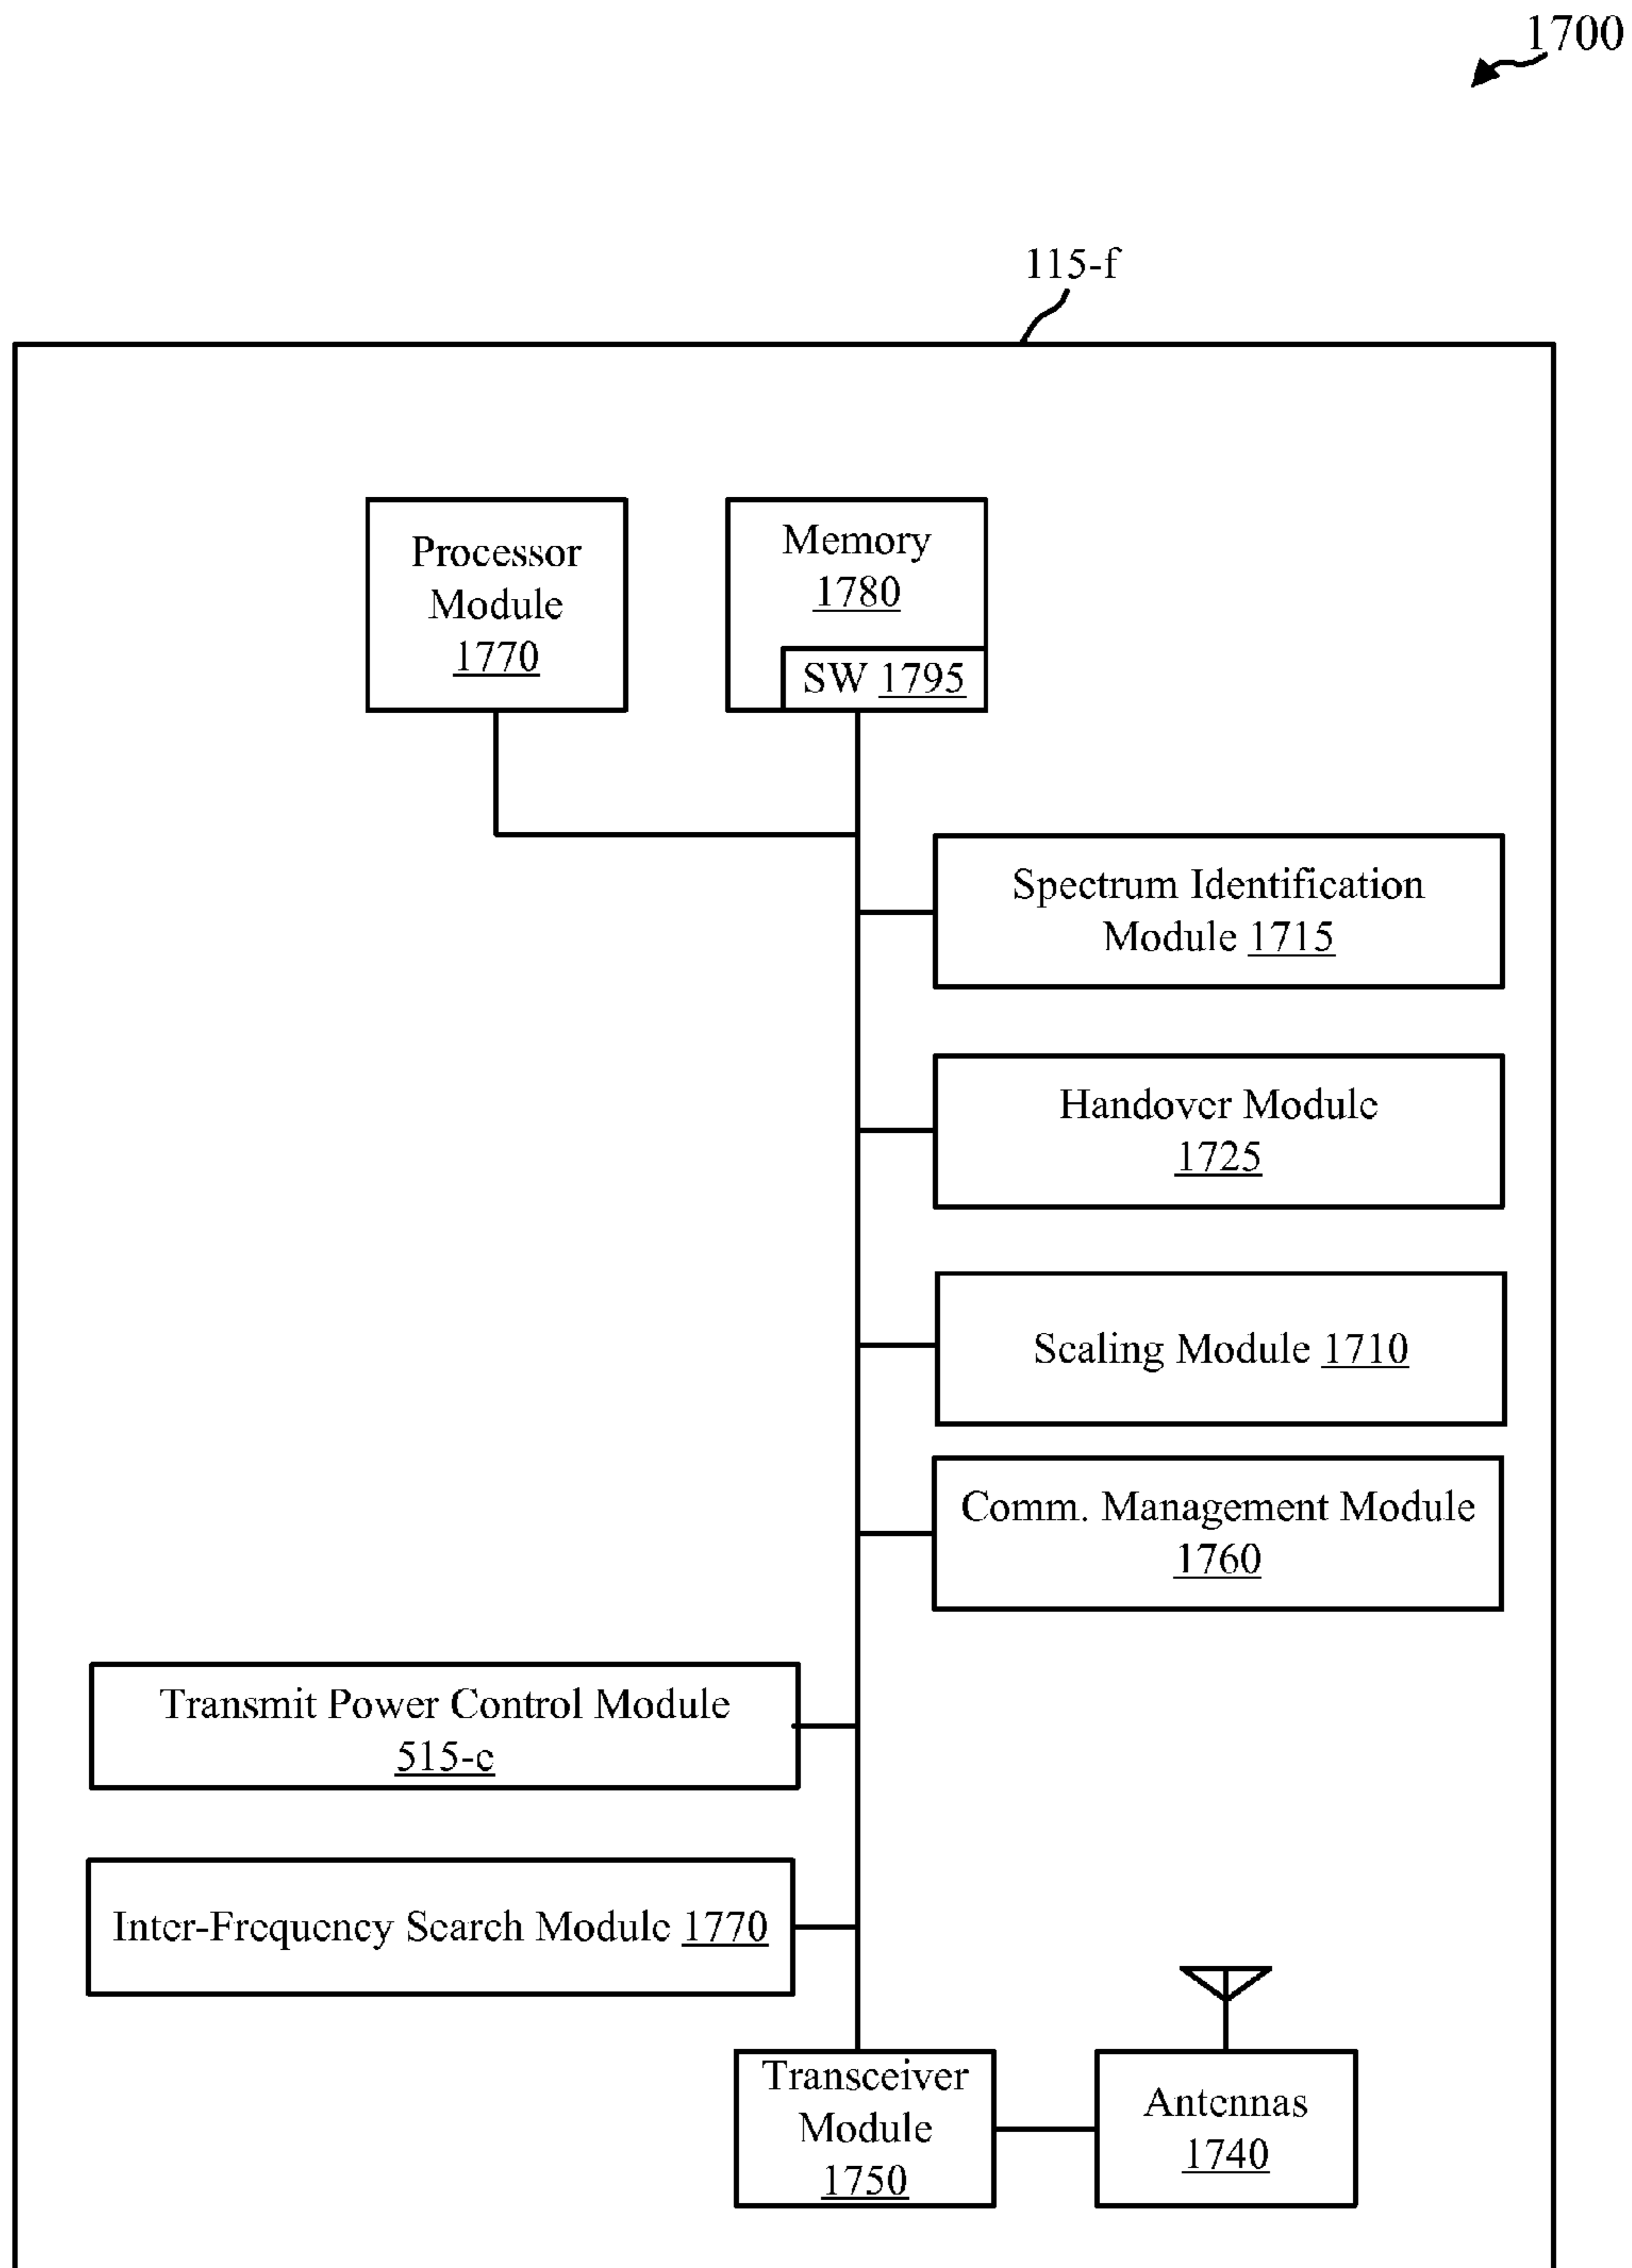 1700
115-f
Processor
Module
1770
Memory
1780
SW 1795
Spectrum Identification
Module 1715
Handover Module
1725
Scaling Module 1710
Comm. Management Module
1760
Transmit Power Control Module
515-c
Inter-Frequency Search Module 1770
Transceiver
Module
1750
Antennas
1740